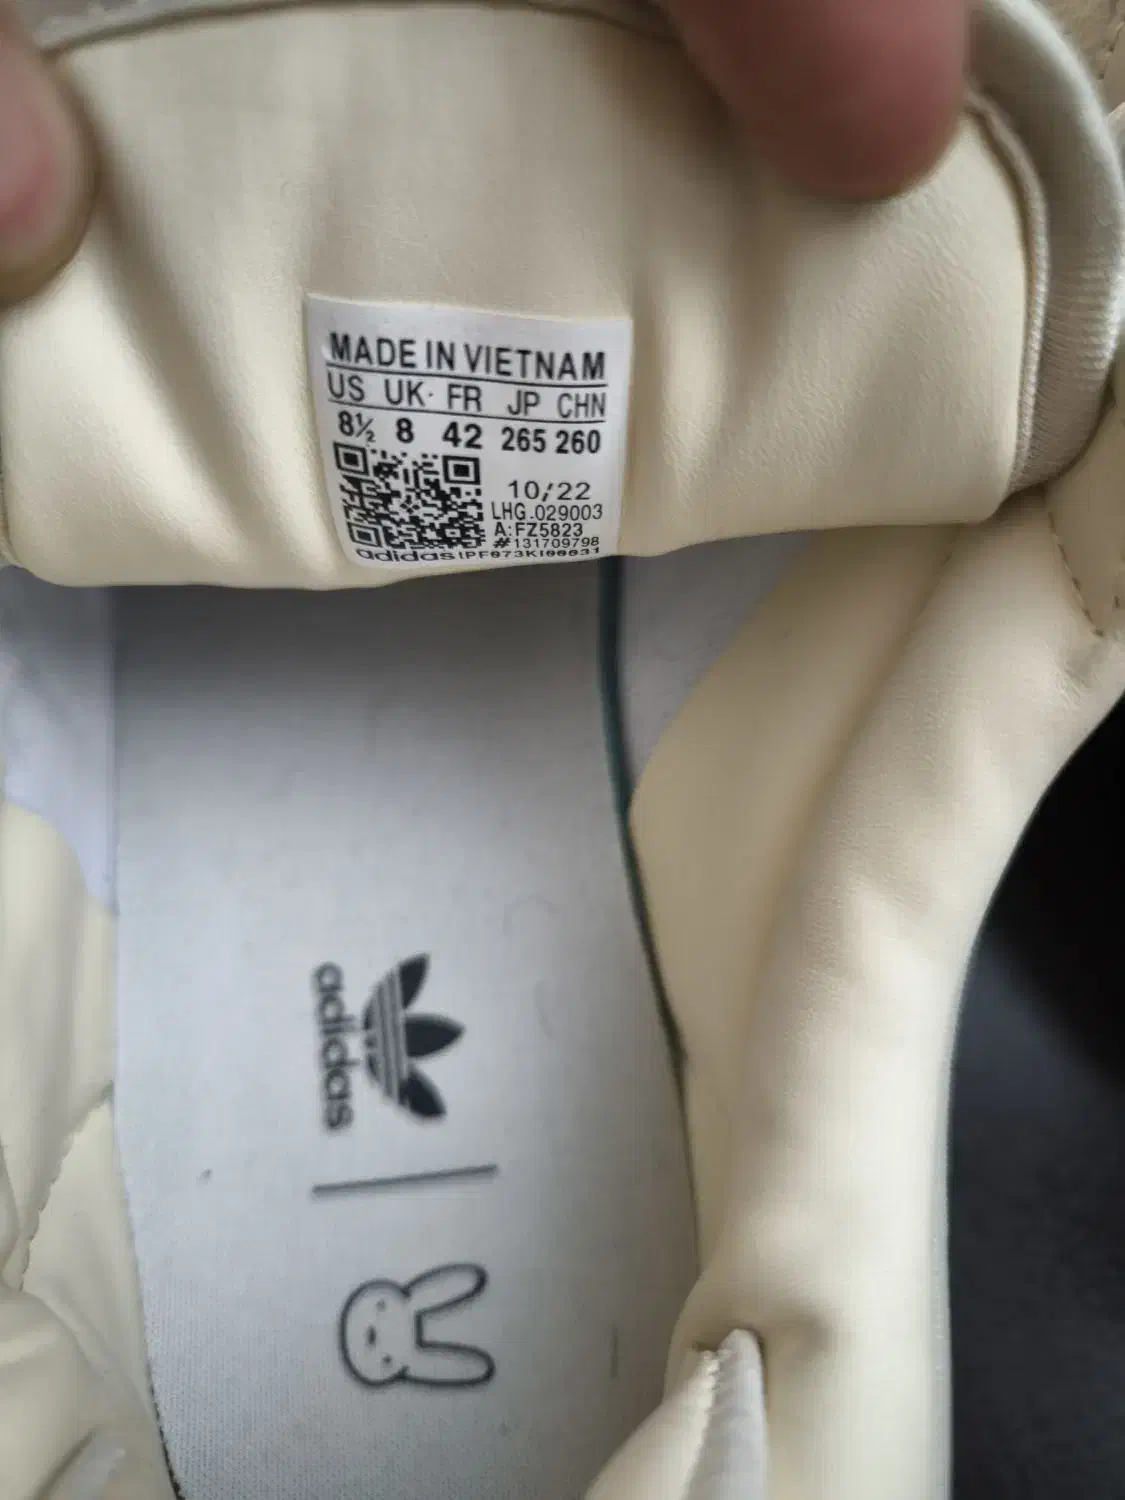 MADE IN VIETNAM
US UK FR JP CHN
8½ 8 42 265 260
10/22
LHG.029003
A:FZ5823
#131709798
adidas IPF073KI00031
adidas